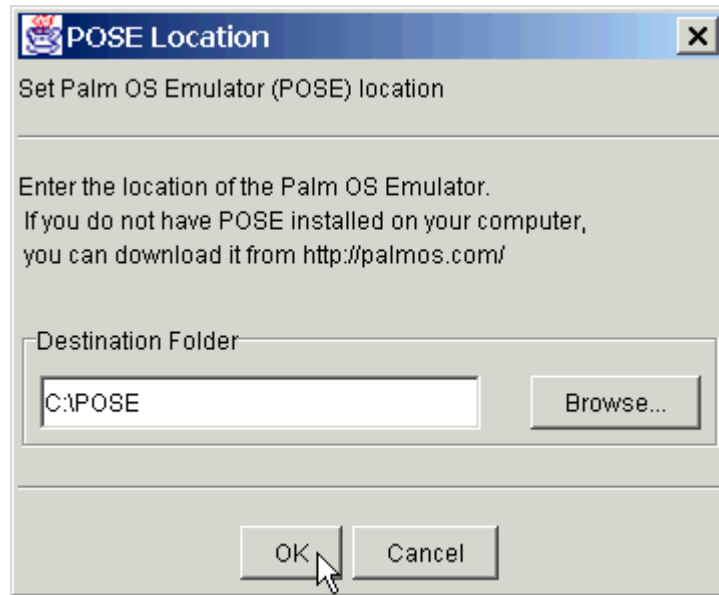 POSE Location
Set Palm OS Emulator (POSE) location
Enter the location of the Palm OS Emulator.
If you do not have POSE installed on your computer,
you can download it from http://palmos.com/
Destination Folder
C:\POSE
Browse...
OK
Cancel